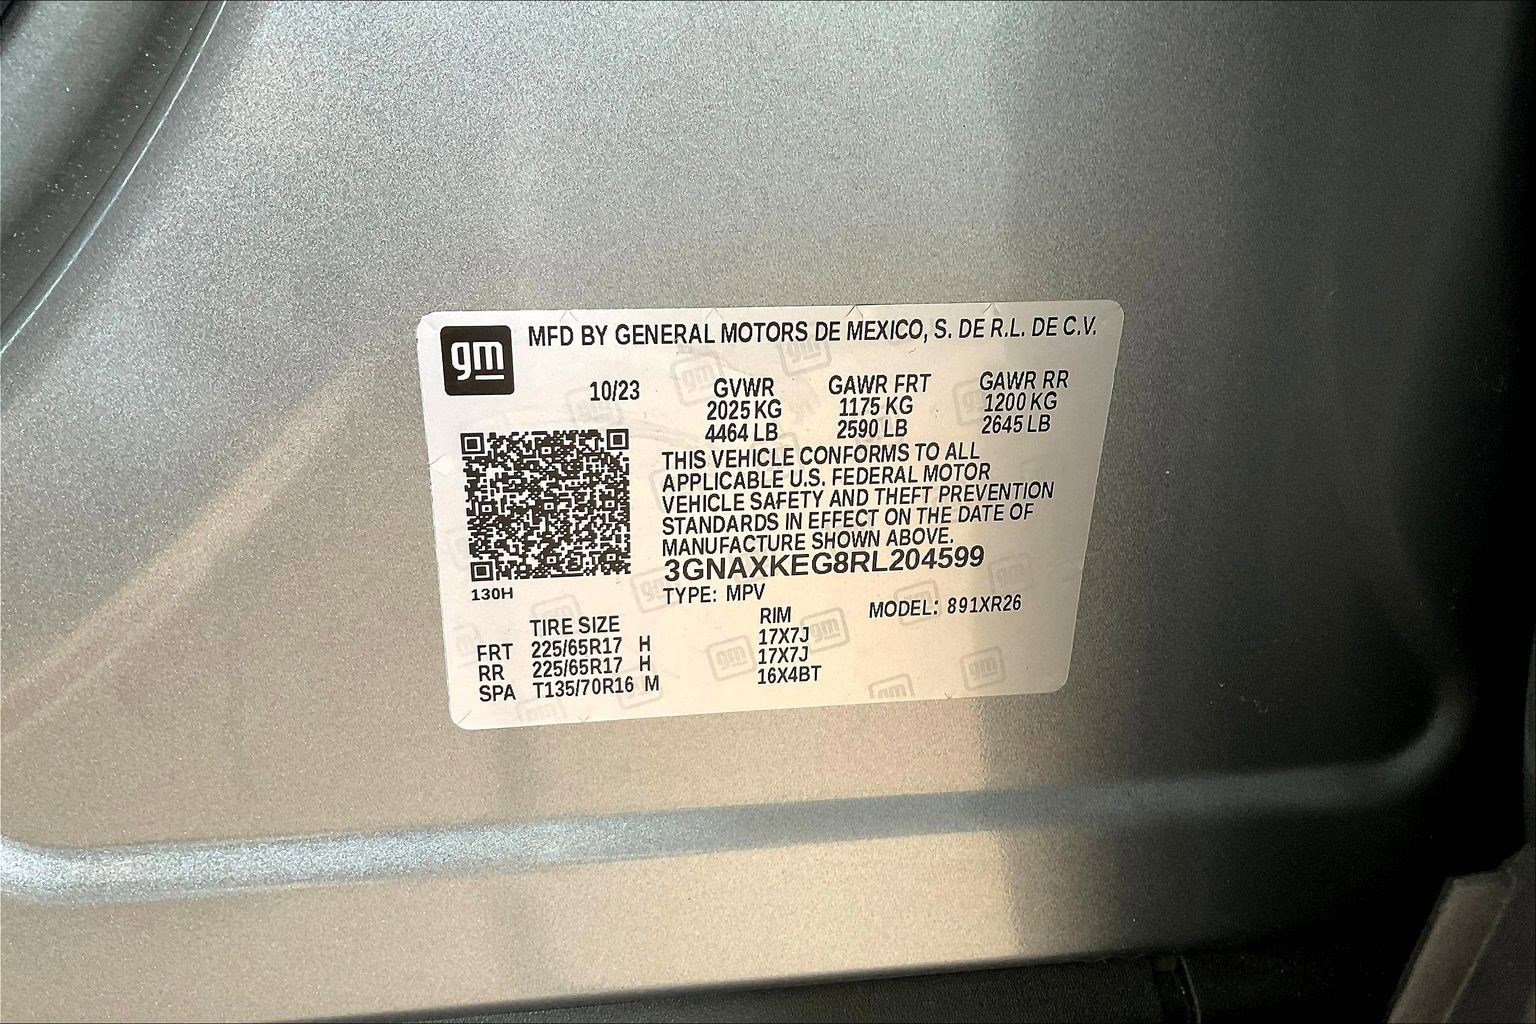 gm MFD BY GENERAL MOTORS DE MEXICO, S. DE R.L. DE C.V.
10/23 GVWR GAWR FRT GAWR RR
2025 KG 1175 KG 1200 KG
4464 LB 2590 LB 2645 LB
THIS VEHICLE CONFORMS TO ALL
APPLICABLE U.S. FEDERAL MOTOR
VEHICLE SAFETY AND THEFT PREVENTION
STANDARDS IN EFFECT ON THE DATE OF
MANUFACTURE SHOWN ABOVE.
3GNAXKEG8RL204599
130H
TYPE: MPV MODEL: 891XR26
TIRE SIZE RIM
FRT 225/65R17 H 17X7J
RR 225/65R17 H 17X7J
SPA T135/70R16 M 16X4BT